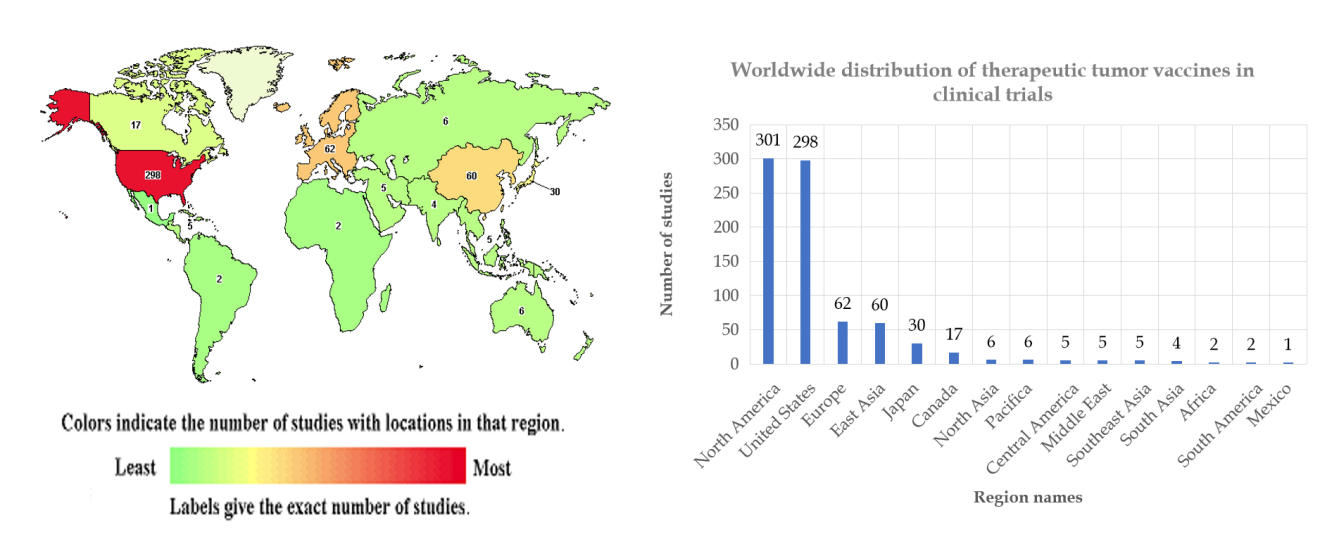 17
298
1
5
2
62
6
6
5
2
4
60
30
5
6
Colors indicate the number of studies with locations in that region.
Least
Most
Labels give the exact number of studies.
Worldwide distribution of therapeutic tumor vaccines in
clinical trials
Number of studies
350
300
250
200
150
100
50
0
301
298
62
60
30
17
6
6
5
5
5
4
2
2
1
North America
United States
Europe
East Asia
Japan
Canada
North Asia
Pacifica
Central America
Middle East
Southeast Asia
South Asia
Africa
South America
Mexico
Region names